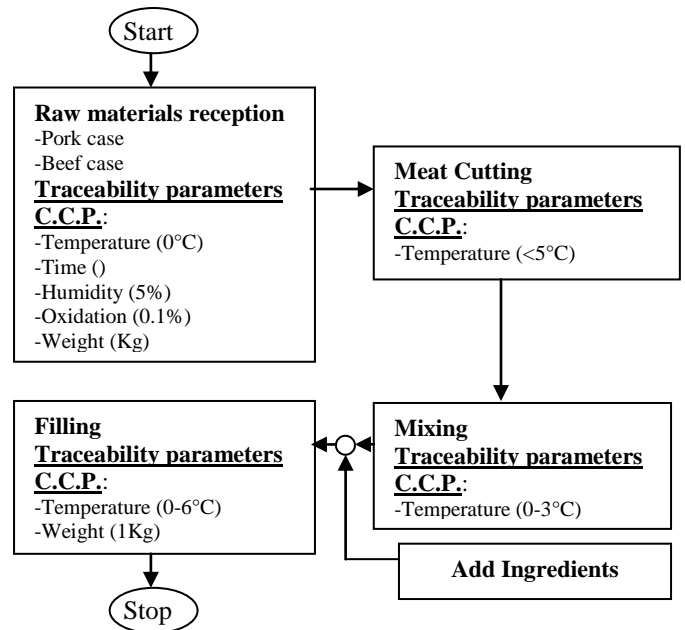 Start
Raw materials reception
-Pork case
-Beef case
Traceability parameters
C.C.P.:
-Temperature (0°C)
-Time ()
-Humidity (5%)
-Oxidation (0.1%)
-Weight (Kg)
Meat Cutting
Traceability parameters
C.C.P.:
-Temperature (<5°C)
Mixing
Traceability parameters
C.C.P.:
-Temperature (0-3°C)
Add Ingredients
Filling
Traceability parameters
C.C.P.:
-Temperature (0-6°C)
-Weight (1Kg)
Stop